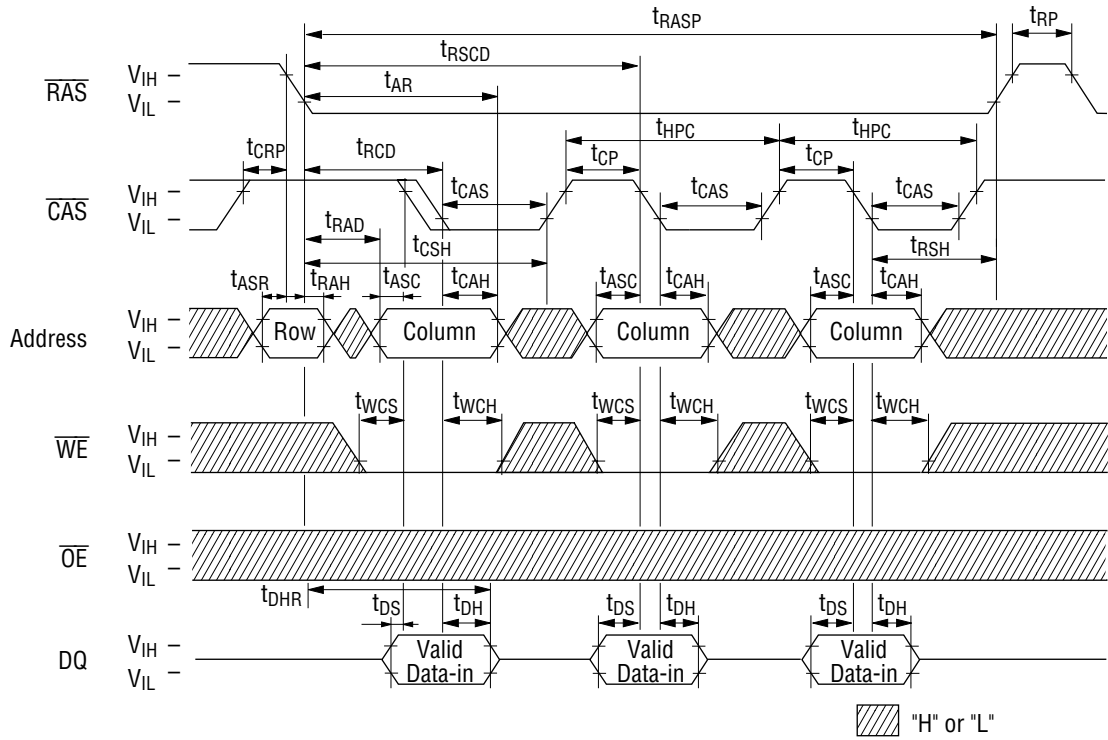 tRASP
tRP
tRSCD
tAR
RAS
VIH
VIL
tHPC
tHPC
tCRP
tRCD
tCP
tCP
CAS
VIH
VIL
tCAS
tCAS
tCAS
tRAD
tCSH
tRSH
tASR
tRAH
tASC
tCAH
tASC
tCAH
tASC
tCAH
Address
VIH
VIL
Row
Column
Column
Column
tWCS
tWCH
tWCS
tWCH
tWCS
tWCH
WE
VIH
VIL
OE
VIH
VIL
tDHR
tDS
tDH
tDS
tDH
tDS
tDH
DQ
VIH
VIL
Valid
Data-in
Valid
Data-in
Valid
Data-in
"H" or "L"